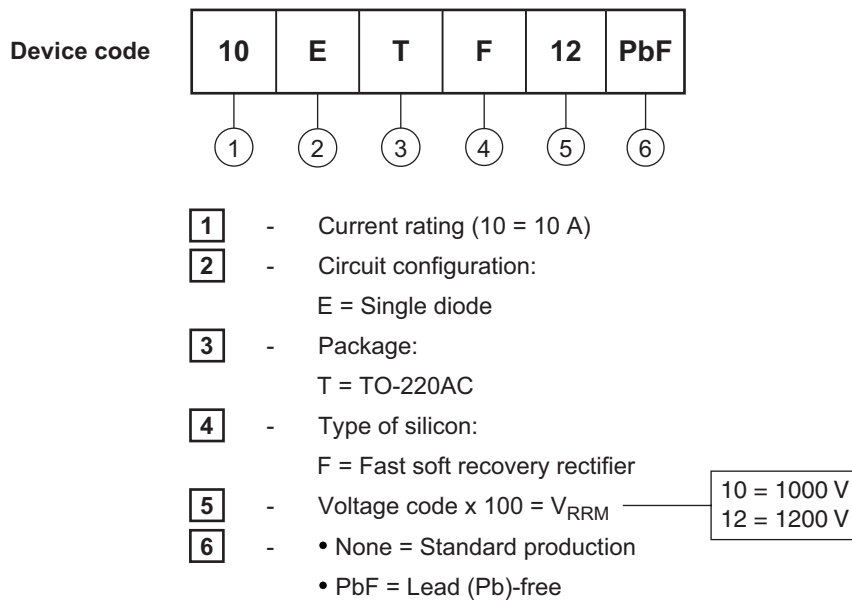 Device code 10 E T F 12 PbF
1 2 3 4 5 6
1 - Current rating (10 = 10 A)
2 - Circuit configuration:
E = Single diode
3 - Package:
T = TO-220AC
4 - Type of silicon:
F = Fast soft recovery rectifier
5 - Voltage code x 100 = VRRM
10 = 1000 V
12 = 1200 V
6 - • None = Standard production
• PbF = Lead (Pb)-free